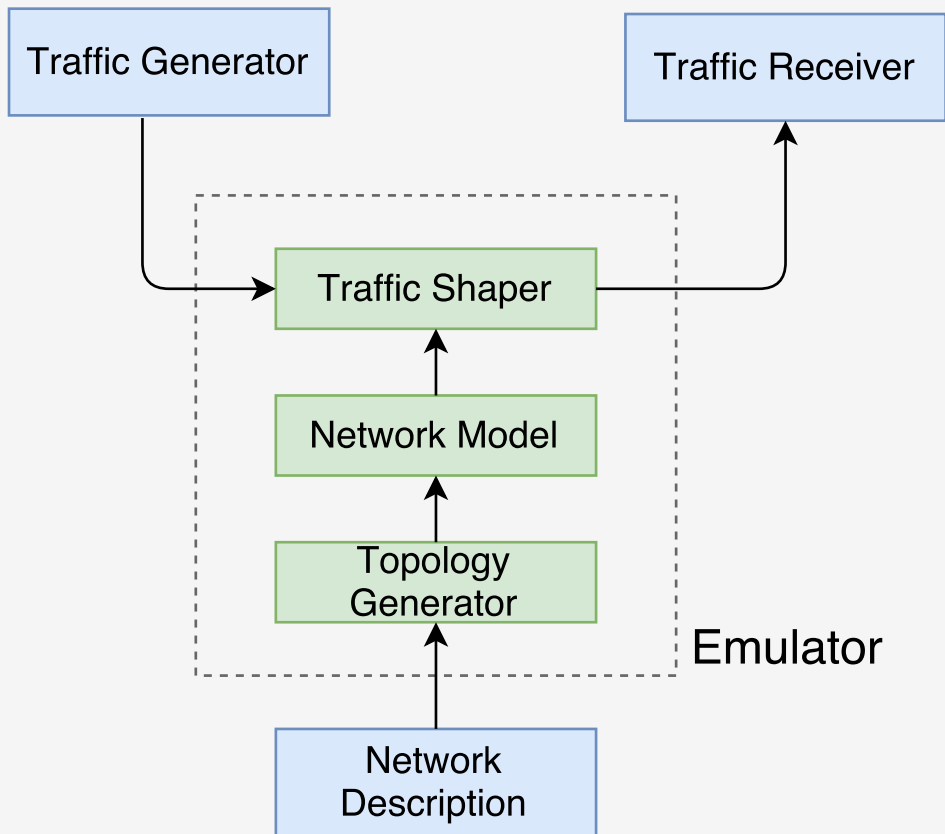 Traffic Generator
Traffic Receiver
Traffic Shaper
Network Model
Topology
Generator
Emulator
Network
Description